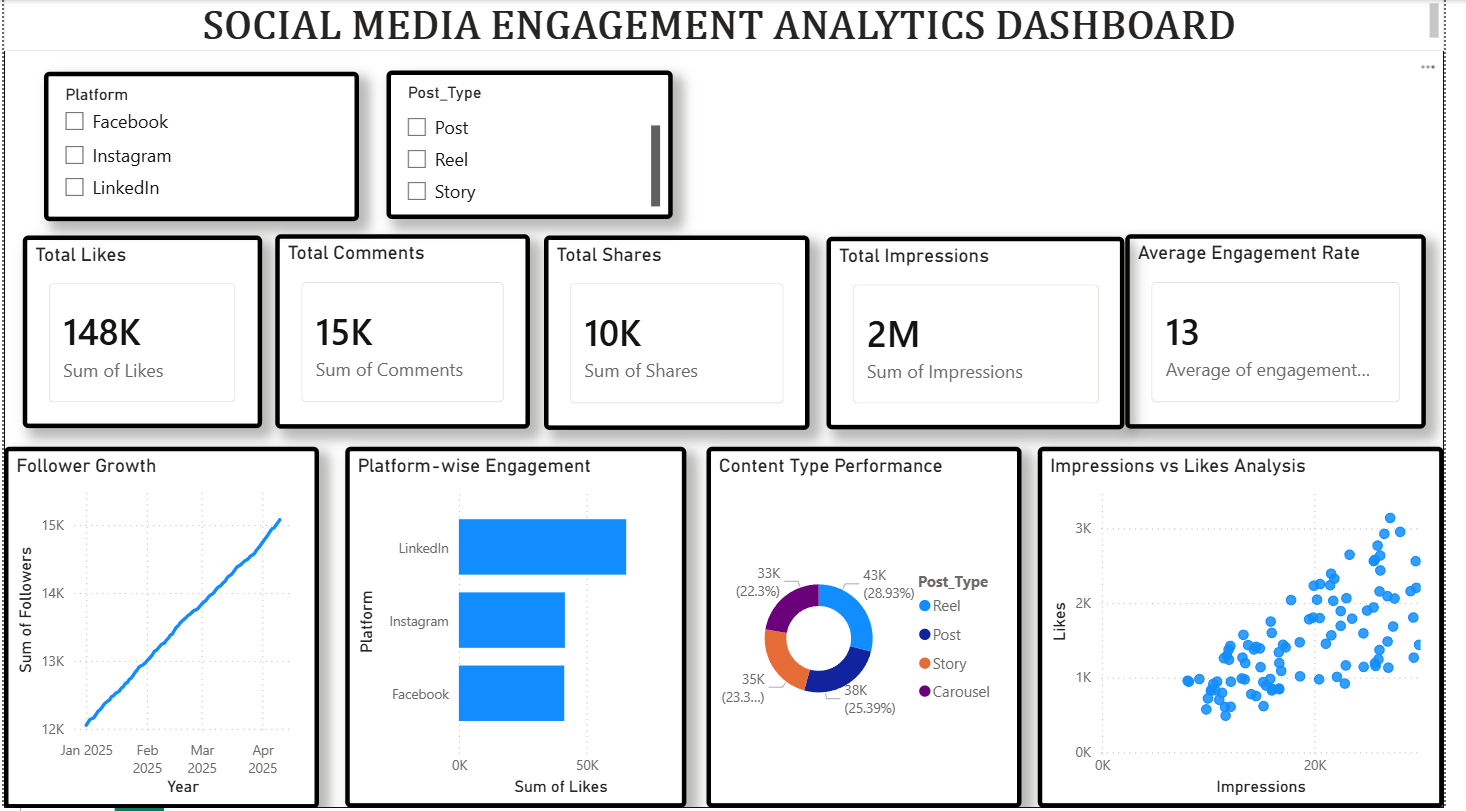 SOCIAL MEDIA ENGAGEMENT ANALYTICS DASHBOARD
Platform
Facebook
Instagram
LinkedIn
Post_Type
Post
Reel
Story
Total Likes
148K
Sum of Likes
Total Comments
15K
Sum of Comments
Total Shares
10K
Sum of Shares
Total Impressions
2M
Sum of Impressions
Average Engagement Rate
13
Average of engagement...
Follower Growth
Sum of Followers
15K
14K
13K
12K
Jan 2025
Feb
2025
Mar
2025
Apr
2025
Year
Platform-wise Engagement
Platform
LinkedIn
Instagram
Facebook
0K
50K
Sum of Likes
Content Type Performance
33K
(22.3%)
43K
(28.93%)
35K
(23.3...)
38K
(25.39%)
Post_Type
Reel
Post
Story
Carousel
Impressions vs Likes Analysis
Likes
3K
2K
1K
0K
0K
20K
Impressions